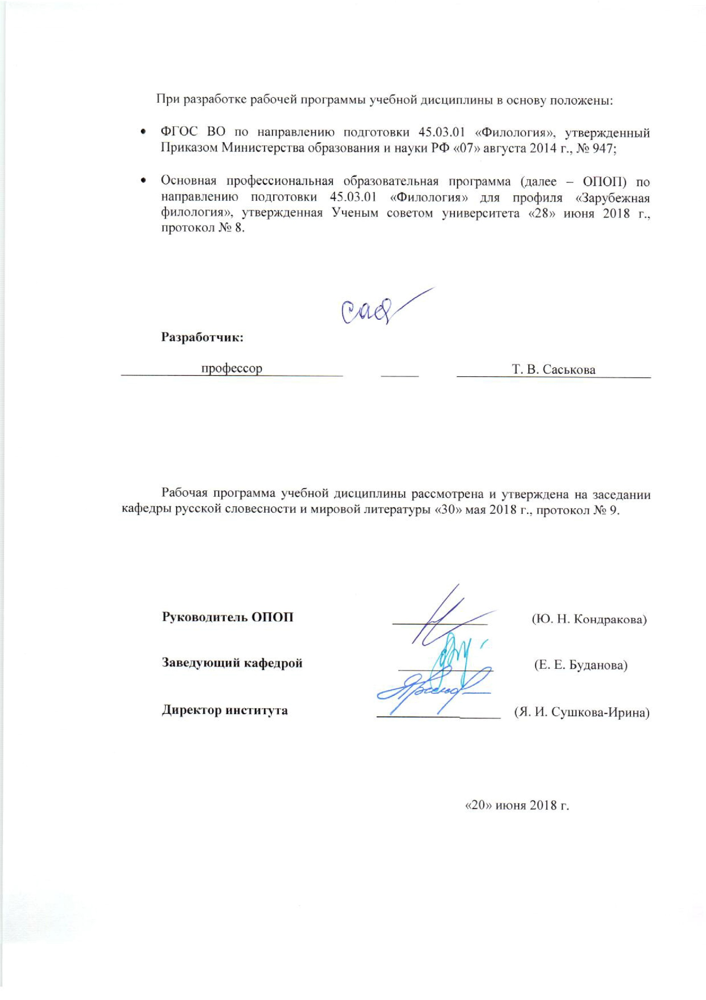 При разработке рабочей программы учебной дисциплины в основу положены:
• ФГОС ВО по направлению подготовки 45.03.01 «Филология», утвержденный
Приказом Министерства образования и науки РФ «07» августа 2014 г., № 947;
• Основная профессиональная образовательная программа (далее – ОПОП) по
направлению подготовки 45.03.01 «Филология» для профиля «Зарубежная
филология», утвержденная Ученым советом университета «28» июня 2018 г.,
протокол № 8.
Разработчик:
профессор Т. В. Саськова
Рабочая программа учебной дисциплины рассмотрена и утверждена на заседании
кафедры русской словесности и мировой литературы «30» мая 2018 г., протокол № 9.
Руководитель ОПОП (Ю. Н. Кондракова)
Заведующий кафедрой (Е. Е. Буданова)
Директор института (Я. И. Сушкова-Ирина)
«20» июня 2018 г.